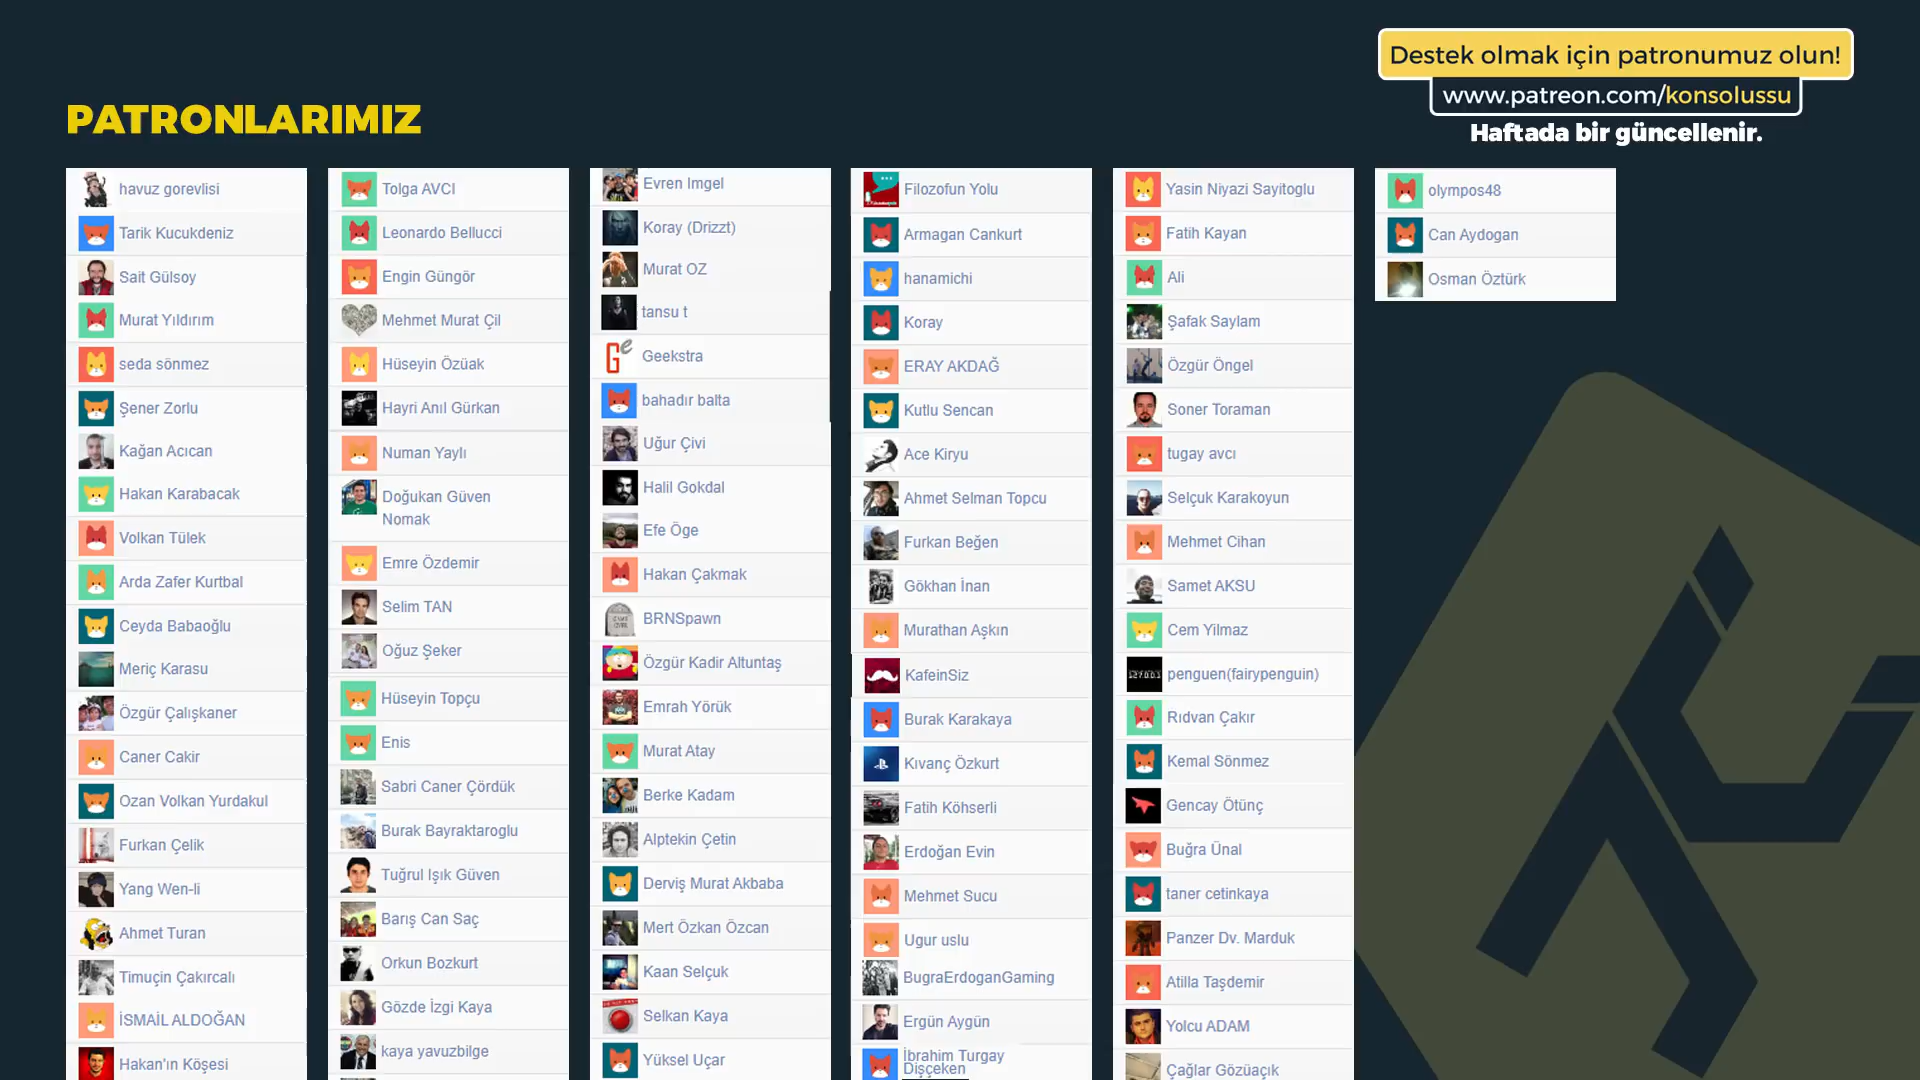 Destek olmak için patronumuz olun!
www.patreon.com/konsolussu
Haftada bir güncellenir.
PATRONLARIMIZ
havuz gorevlisi
Tarik Kucukdeniz
Sait Gülsoy
Murat Yıldırım
seda sönmez
Şener Zorlu
Kağan Acıcan
Hakan Karabacak
Volkan Tülek
Arda Zafer Kurtbal
Ceyda Babaoğlu
Meriç Karasu
Özgür Çalışkaner
Caner Cakir
Ozan Volkan Yurdakul
Furkan Çelik
Yang Wen-li
Ahmet Turan
Timuçin Çakırcalı
İSMAİL ALDOĞAN
Hakan'ın Köşesi
Tolga AVCI
Leonardo Bellucci
Engin Güngör
Mehmet Murat Çil
Hüseyin Özüak
Hayri Anıl Gürkan
Numan Yaylı
Doğukan Güven
Nomak
Emre Özdemir
Selim TAN
Oğuz Şeker
Hüseyin Topçu
Enis
Sabri Caner Çördük
Burak Bayraktaroglu
Tuğrul Işık Güven
Barış Can Saç
Orkun Bozkurt
Gözde İzgi Kaya
kaya yavuzbilge
Evren Imgel
Koray (Drizzt)
Murat OZ
tansu t
Geekstra
bahadır balta
Uğur Çivi
Halil Gokdal
Efe Öge
Hakan Çakmak
BRNSpawn
Özgür Kadir Altuntaş
Emrah Yörük
Murat Atay
Berke Kadam
Alptekin Çetin
Derviş Murat Akbaba
Mert Özkan Özcan
Kaan Selçuk
Selkan Kaya
Yüksel Uçar
Filozofun Yolu
Armagan Cankurt
hanamichi
Koray
ERAY AKDAĞ
Kutlu Sencan
Ace Kiryu
Ahmet Selman Topcu
Furkan Beğen
Gökhan İnan
Murathan Aşkın
KafeinSiz
Burak Karakaya
Kıvanç Özkurt
Fatih Köhserli
Erdoğan Evin
Mehmet Sucu
Ugur uslu
BugraErdoganGaming
Ergün Aygün
İbrahim Turgay
Dişçeken
Yasin Niyazi Sayitoglu
Fatih Kayan
Ali
Şafak Saylam
Özgür Öngel
Soner Toraman
tugay avcı
Selçuk Karakoyun
Mehmet Cihan
Samet AKSU
Cem Yilmaz
penguen(fairypenguin)
Rıdvan Çakır
Kemal Sönmez
Gencay Ötünç
Buğra Ünal
taner cetinkaya
Panzer Dv. Marduk
Atilla Taşdemir
Yolcu ADAM
Çağlar Gözüaçık
olympos48
Can Aydogan
Osman Öztürk